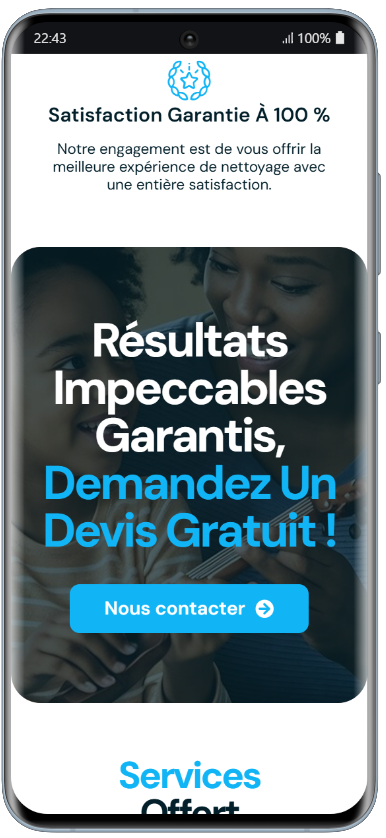 22:43
100%
Satisfaction Garantie À 100 %
Notre engagement est de vous offrir la
meilleure expérience de nettoyage avec
une entière satisfaction.
Résultats
Impeccables
Garantis,
Demandez Un
Devis Gratuit !
Nous contacter
Services
Offert